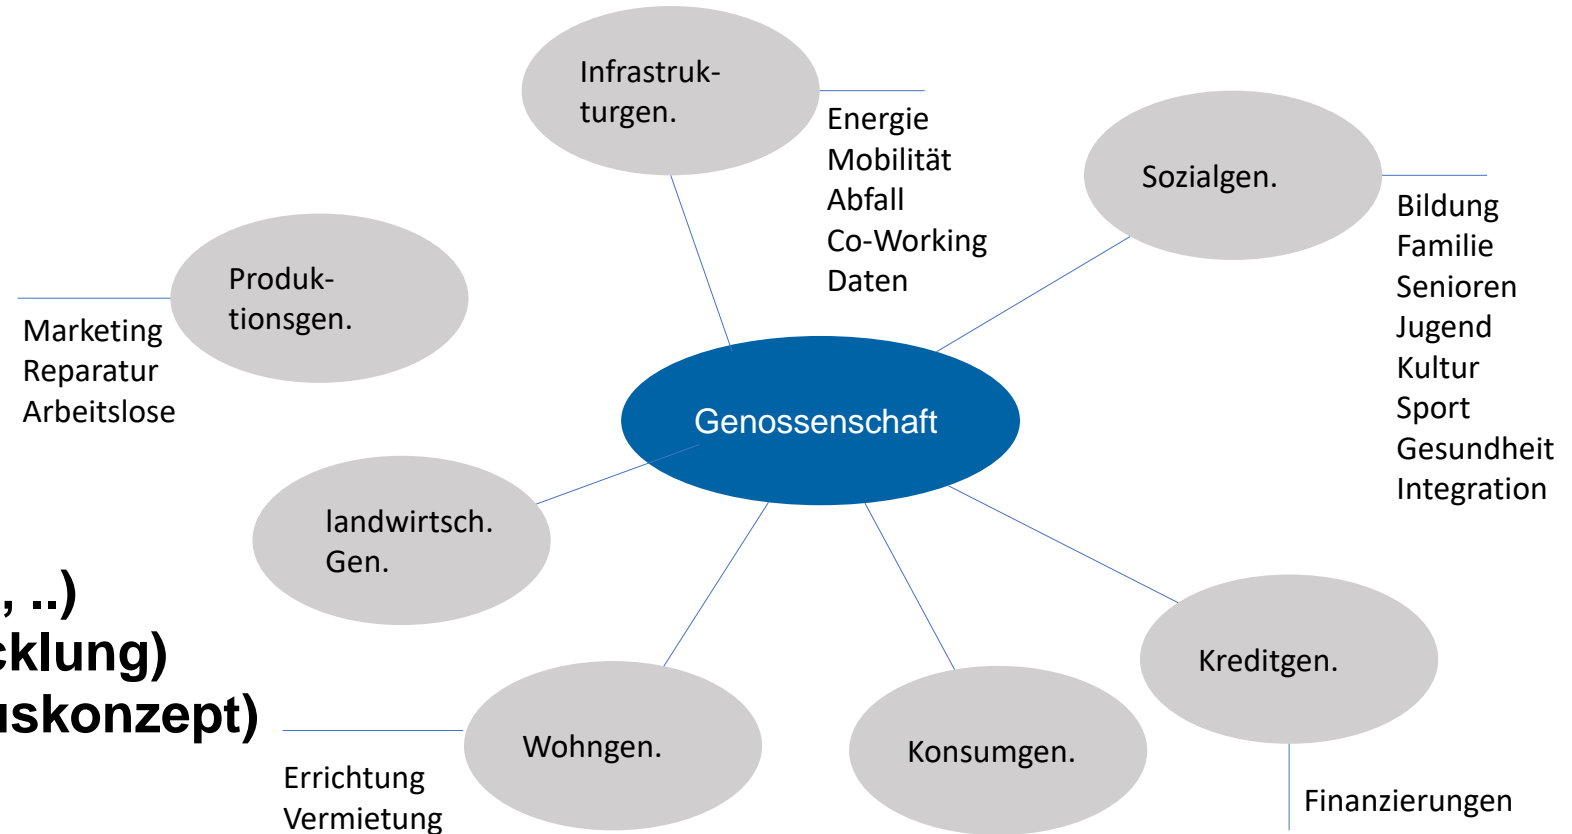 Infrastruk-
turgen.
Energie
Mobilität
Abfall
Co-Working
Daten
Sozialgen.
Bildung
Familie
Senioren
Jugend
Kultur
Sport
Gesundheit
Integration
Produk-
tionsgen.
Marketing
Reparatur
Arbeitslose
Genossenschaft
landwirtsch.
Gen.
, ..)
cklung)
uskonzept)
Wohngen.
Errichtung
Vermietung
Konsumgen.
Kreditgen.
Finanzierungen